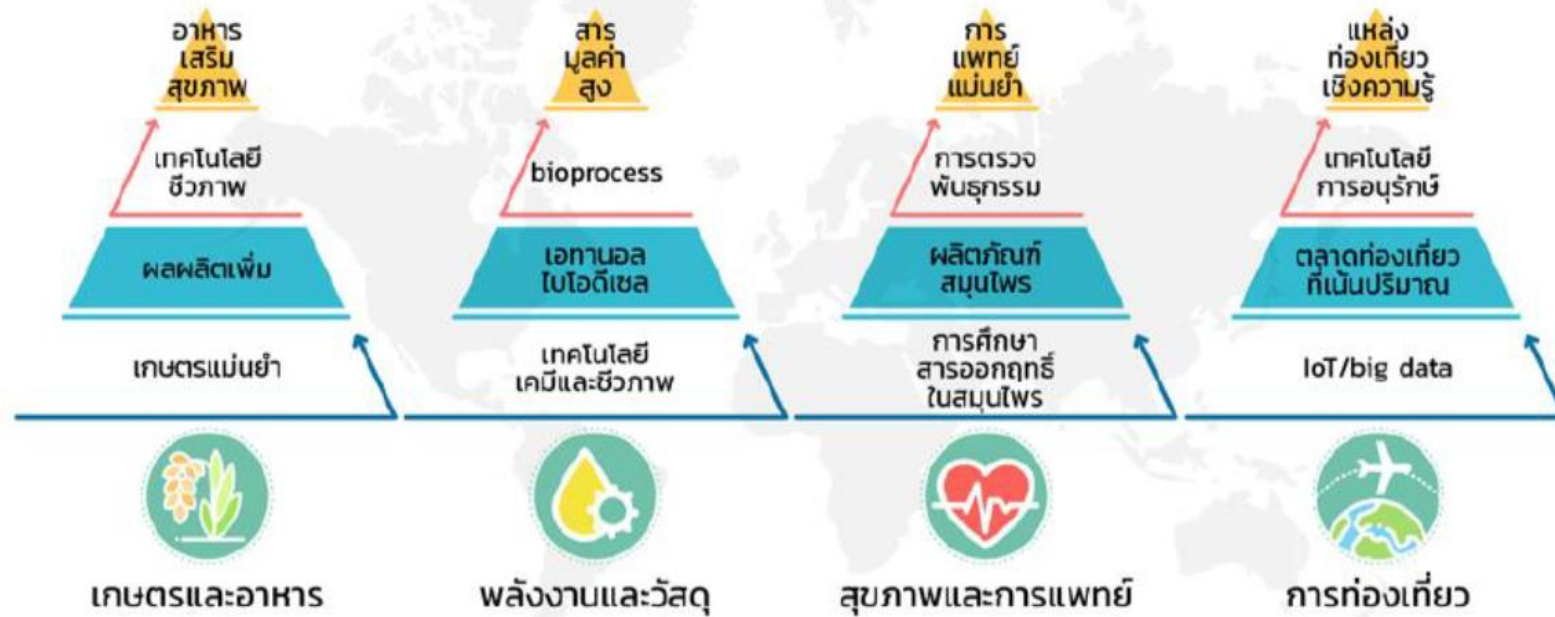 อาหาร
เสริม
สุขภาพ
เทคโนโลยี
ชีวภาพ
ผลผลิตเพิ่ม
เกษตรแม่นยำ
เกษตรและอาหาร
สาร
มูลค่า
สูง
bioprocess
เอทานอล
ไบโอดีเซล
เทคโนโลยี
เคมีและชีวภาพ
พลังงานและวัสดุ
การ
แพทย์
แม่นยำ
การตรวจ
พันธุกรรม
ผลิตภัณฑ์
สมุนไพร
การศึกษา
สารออกฤทธิ์
ในสมุนไพร
สุขภาพและการแพทย์
แหล่ง
ท่องเที่ยว
เชิงความรู้
เทคโนโลยี
การอนุรักษ์
ตลาดท่องเที่ยว
ที่เน้นปริมาณ
IoT/big data
การท่องเที่ยว